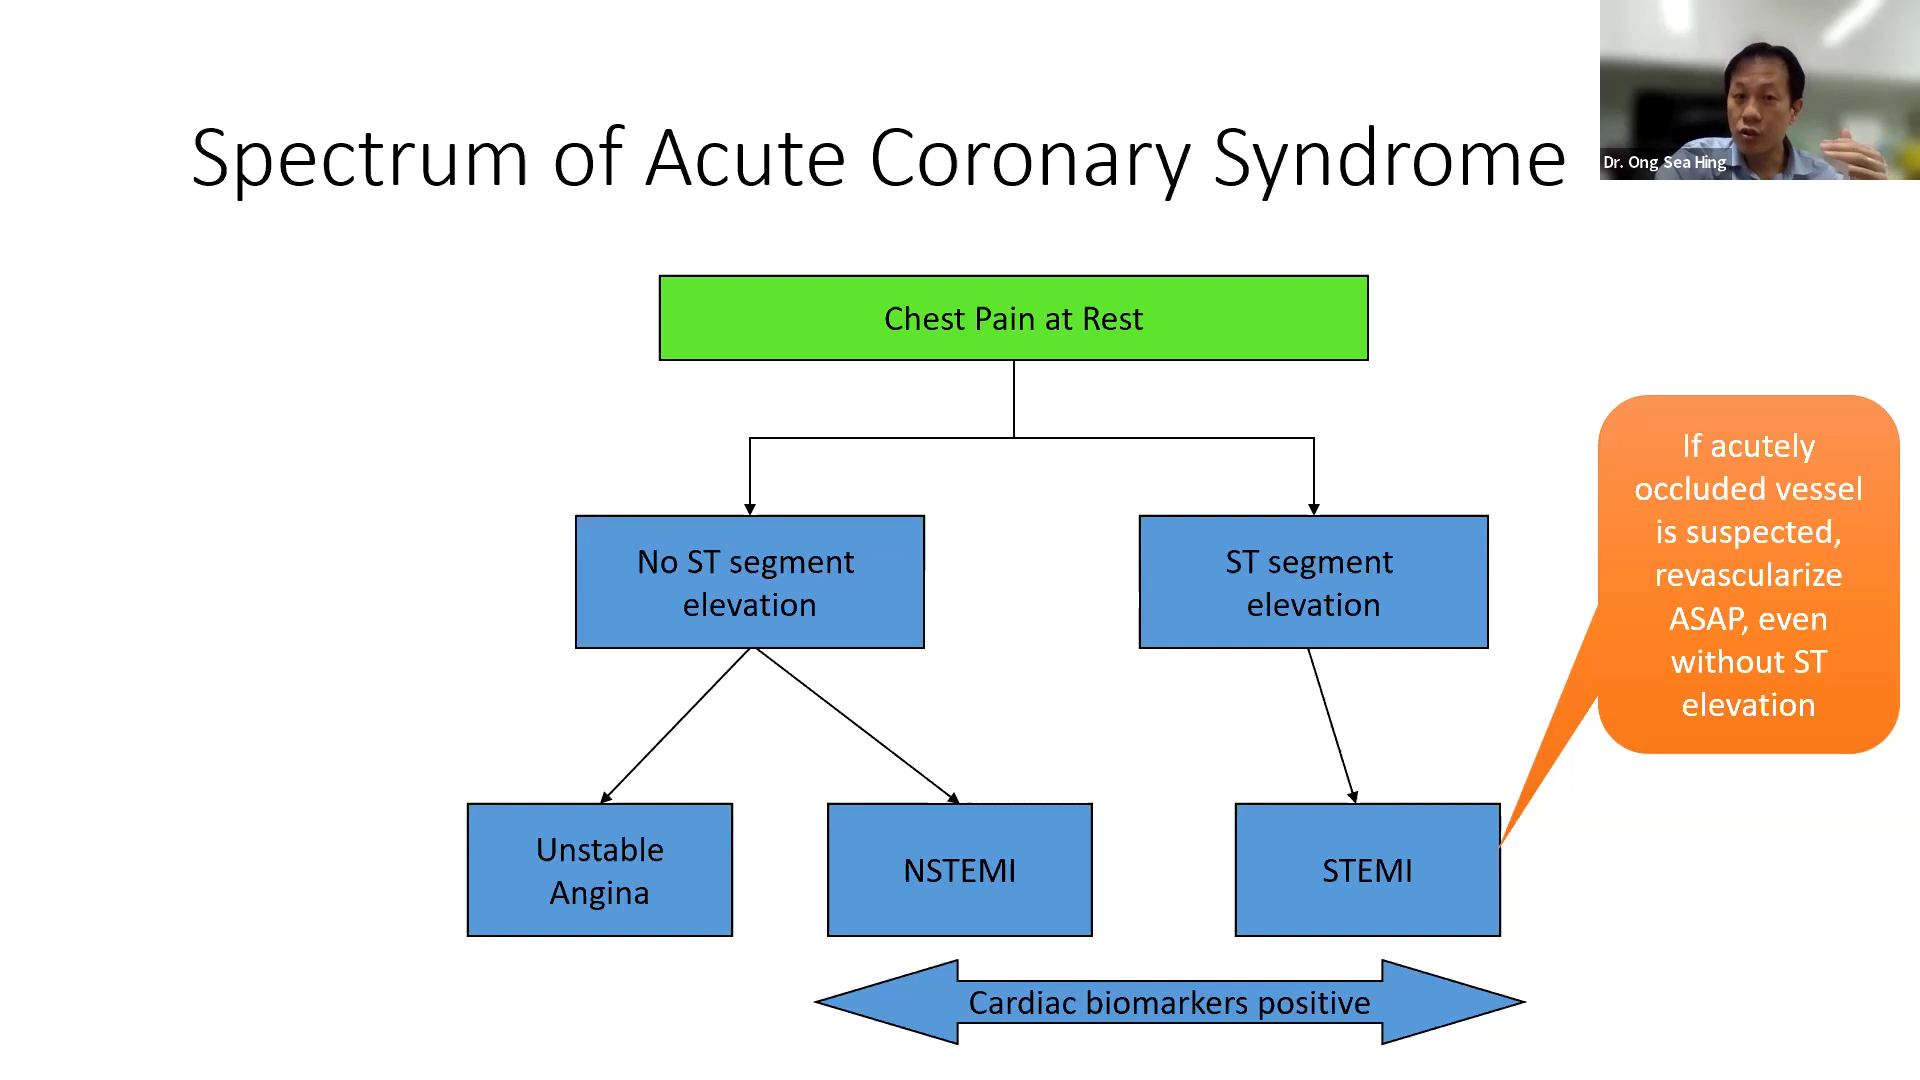 Spectrum of Acute Coronary Syndrome
Dr. Ong Sea Hing
Chest Pain at Rest
No ST segment
elevation
ST segment
elevation
If acutely
occluded vessel
is suspected,
revascularize
ASAP, even
without ST
elevation
Unstable
Angina
NSTEMI
STEMI
Cardiac biomarkers positive